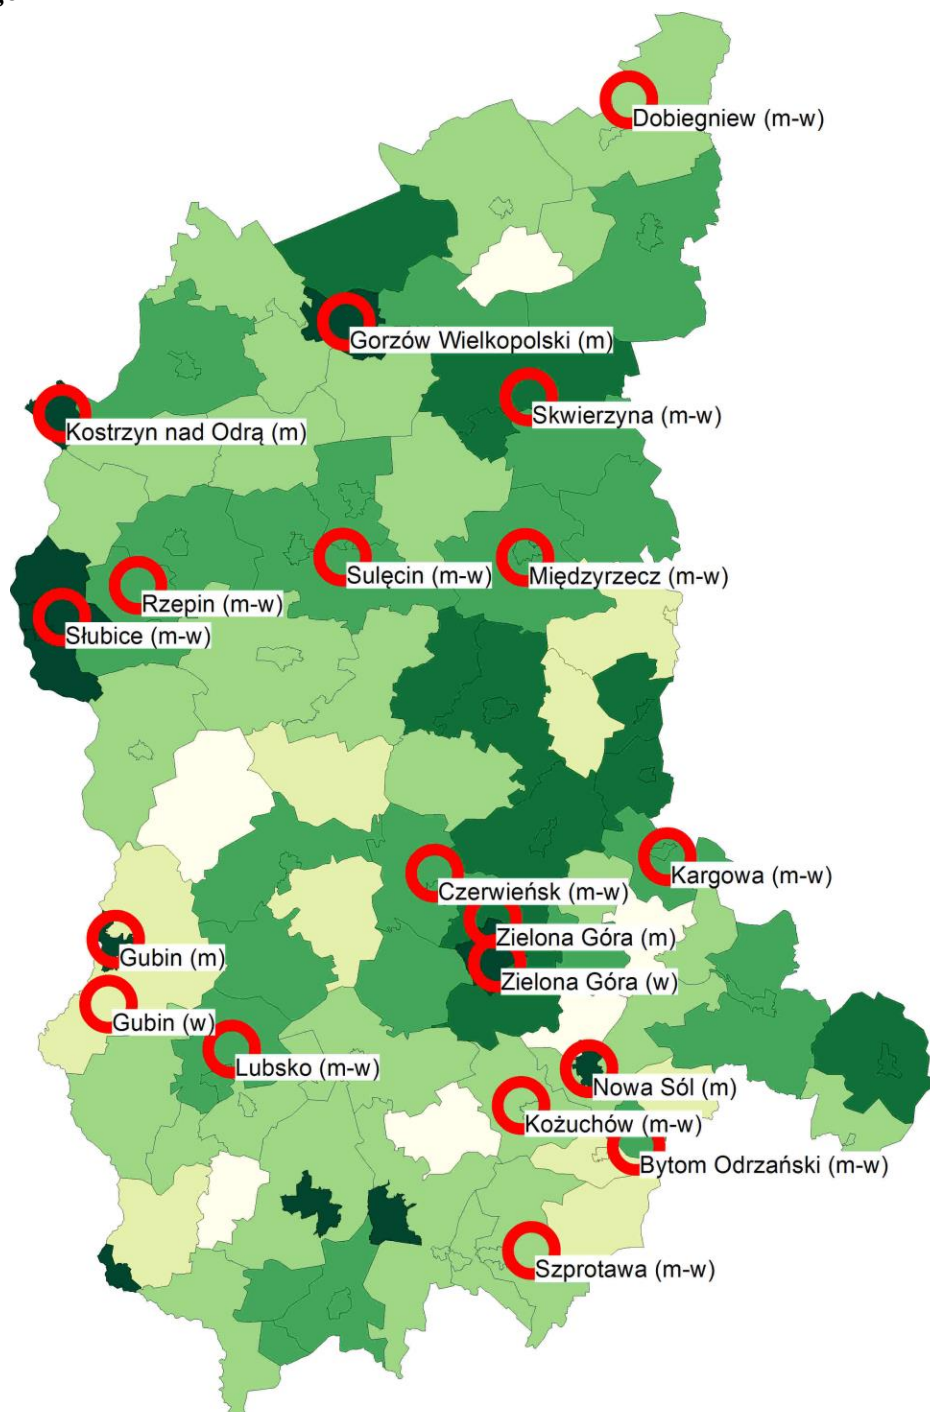 Dobiegniew (m-w)
Gorzów Wielkopolski (m)
Skwierzyna (m-w)
Kostrzyn nad Odrą (m)
Sulęcin (m-w)
Międzyrzecz (m-w)
Rzepin (m-w)
Słubice (m-w)
Kargowa (m-w)
Czerwieńsk (m-w)
Zielona Góra (m)
Gubin (m)
Zielona Góra (w)
Gubin (w)
Lubsko (m-w)
Nowa Sól (m)
Kożuchów (m-w)
Bytom Odrzański (m-w)
Szprotawa (m-w)